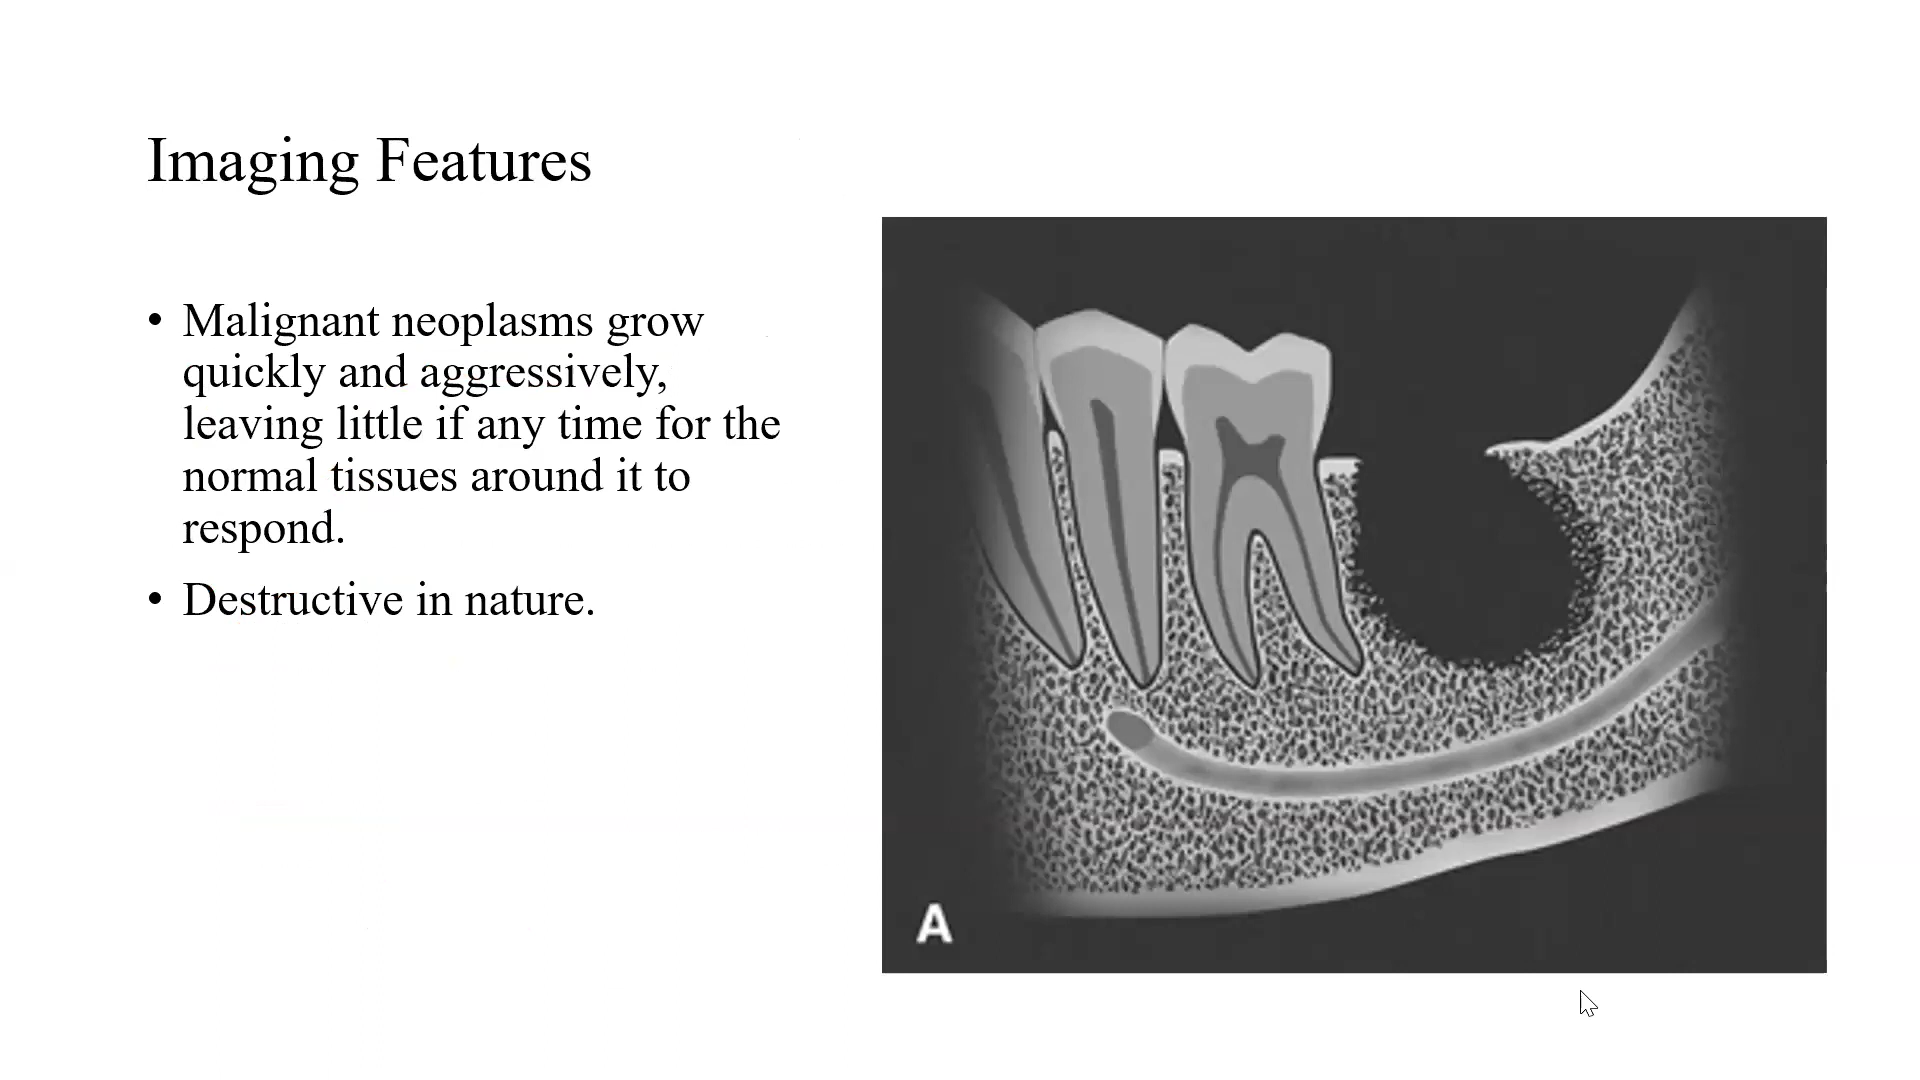 Imaging Features
• Malignant neoplasms grow
quickly and aggressively,
leaving little if any time for the
normal tissues around it to
respond.
• Destructive in nature.
A